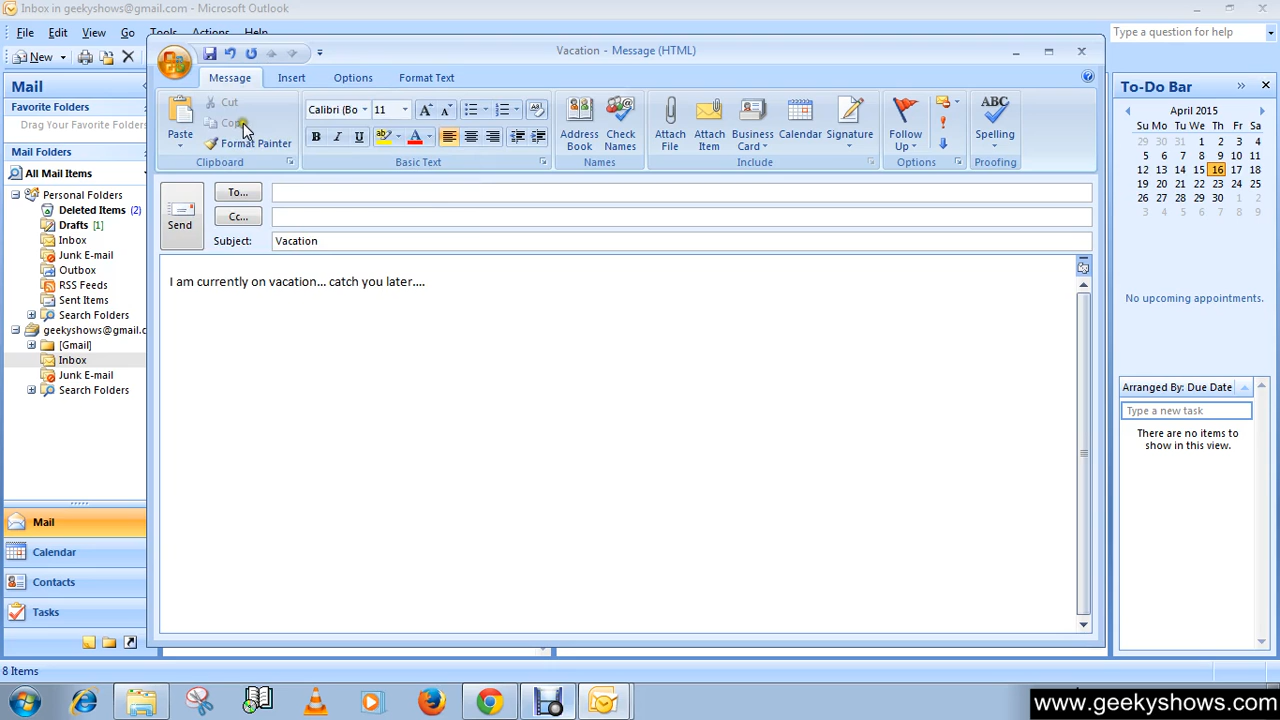 Inbox in geekyshows@gmail.com - Microsoft Outlook
File Edit View Go Tools Actions Help
Type a question for help
New
Mail
Favorite Folders
Drag Your Favorite Folders
Mail Folders
All Mail Items
Personal Folders
Deleted Items (2)
Drafts [1]
Inbox
Junk E-mail
Outbox
RSS Feeds
Sent Items
Search Folders
geekyshows@gmail.c
[Gmail]
Inbox
Junk E-mail
Search Folders
Mail
Calendar
Contacts
Tasks
8 Items
Vacation - Message (HTML)
Message Insert Options Format Text
Paste
Cut
Copy
Format Painter
Clipboard
Calibri (Bo 11
B I U
Basic Text
Address Book
Check Names
Names
Attach File
Attach Item
Business Card
Calendar
Signature
Include
Follow Up
Options
ABC
Spelling
Proofing
Send
To...
Cc...
Subject: Vacation
I am currently on vacation... catch you later....
To-Do Bar
April 2015
Su Mo Tu We Th Fr Sa
29 30 31 1 2 3 4
5 6 7 8 9 10 11
12 13 14 15 16 17 18
19 20 21 22 23 24 25
26 27 28 29 30 1 2
3 4 5 6 7 8 9
No upcoming appointments.
Arranged By: Due Date
Type a new task
There are no items to
show in this view.
www.geekyshows.com